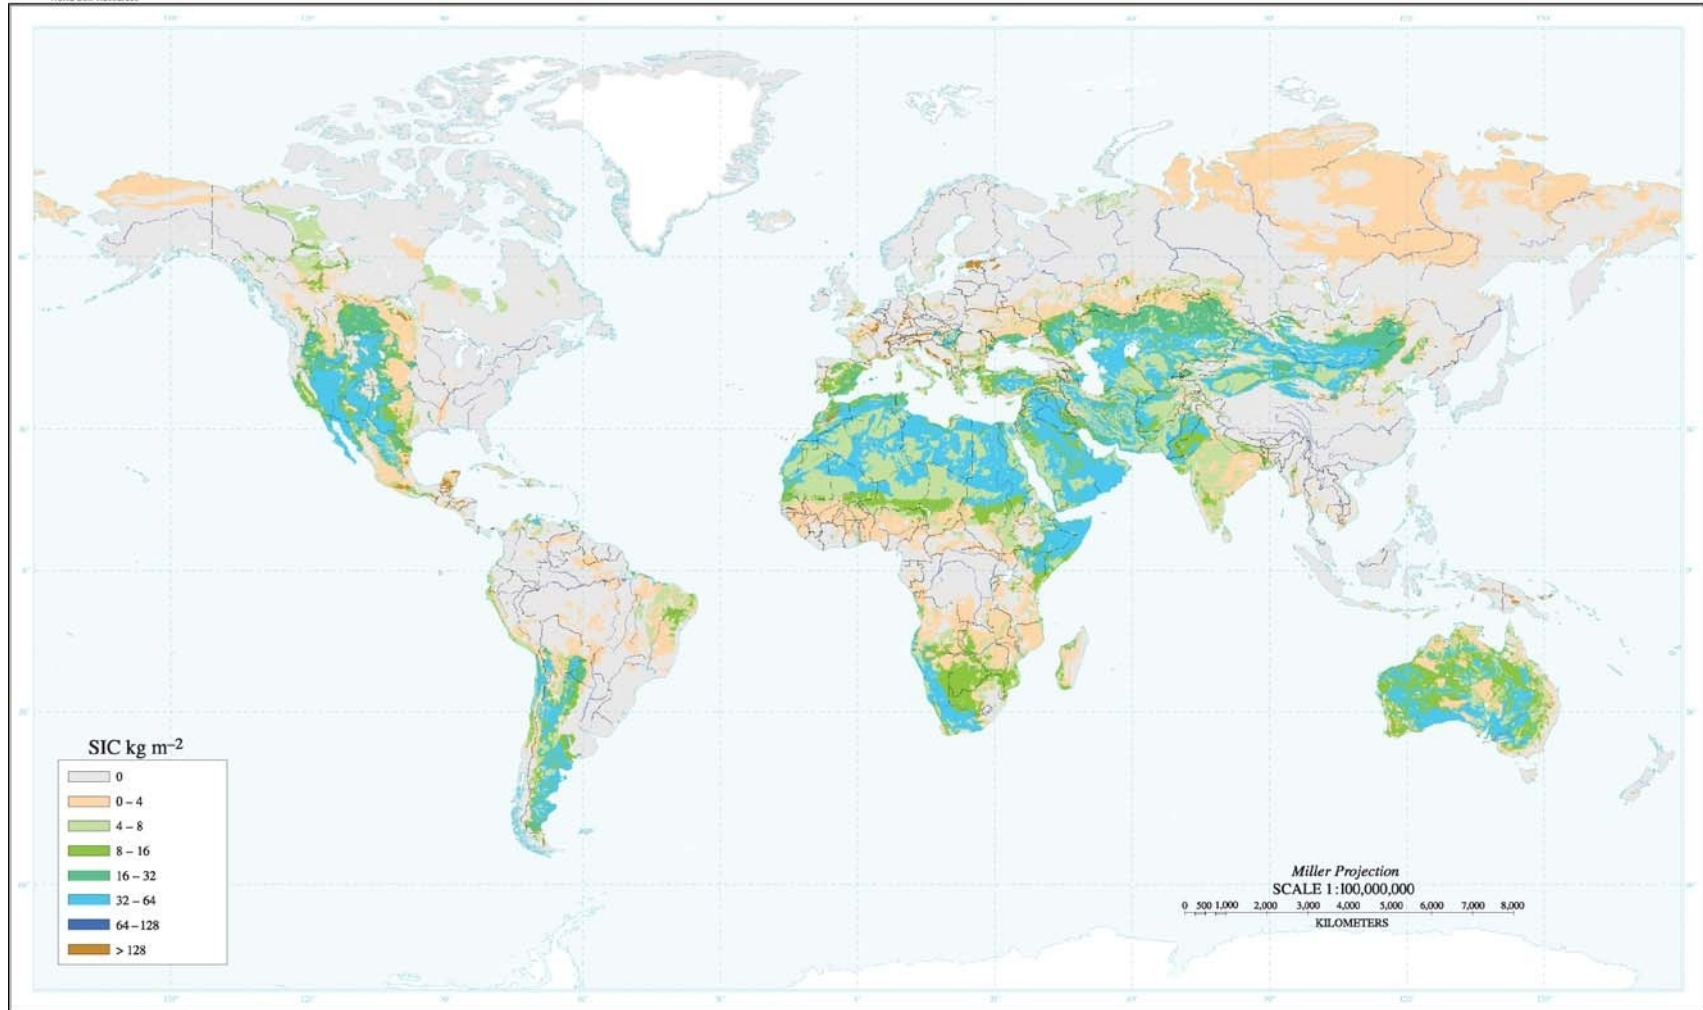 SIC kg m⁻²
0
0 – 4
4 – 8
8 – 16
16 – 32
32 – 64
64 – 128
> 128
Miller Projection
SCALE 1:100,000,000
0 500 1,000 2,000 3,000 4,000 5,000 6,000 7,000 8,000
KILOMETERS